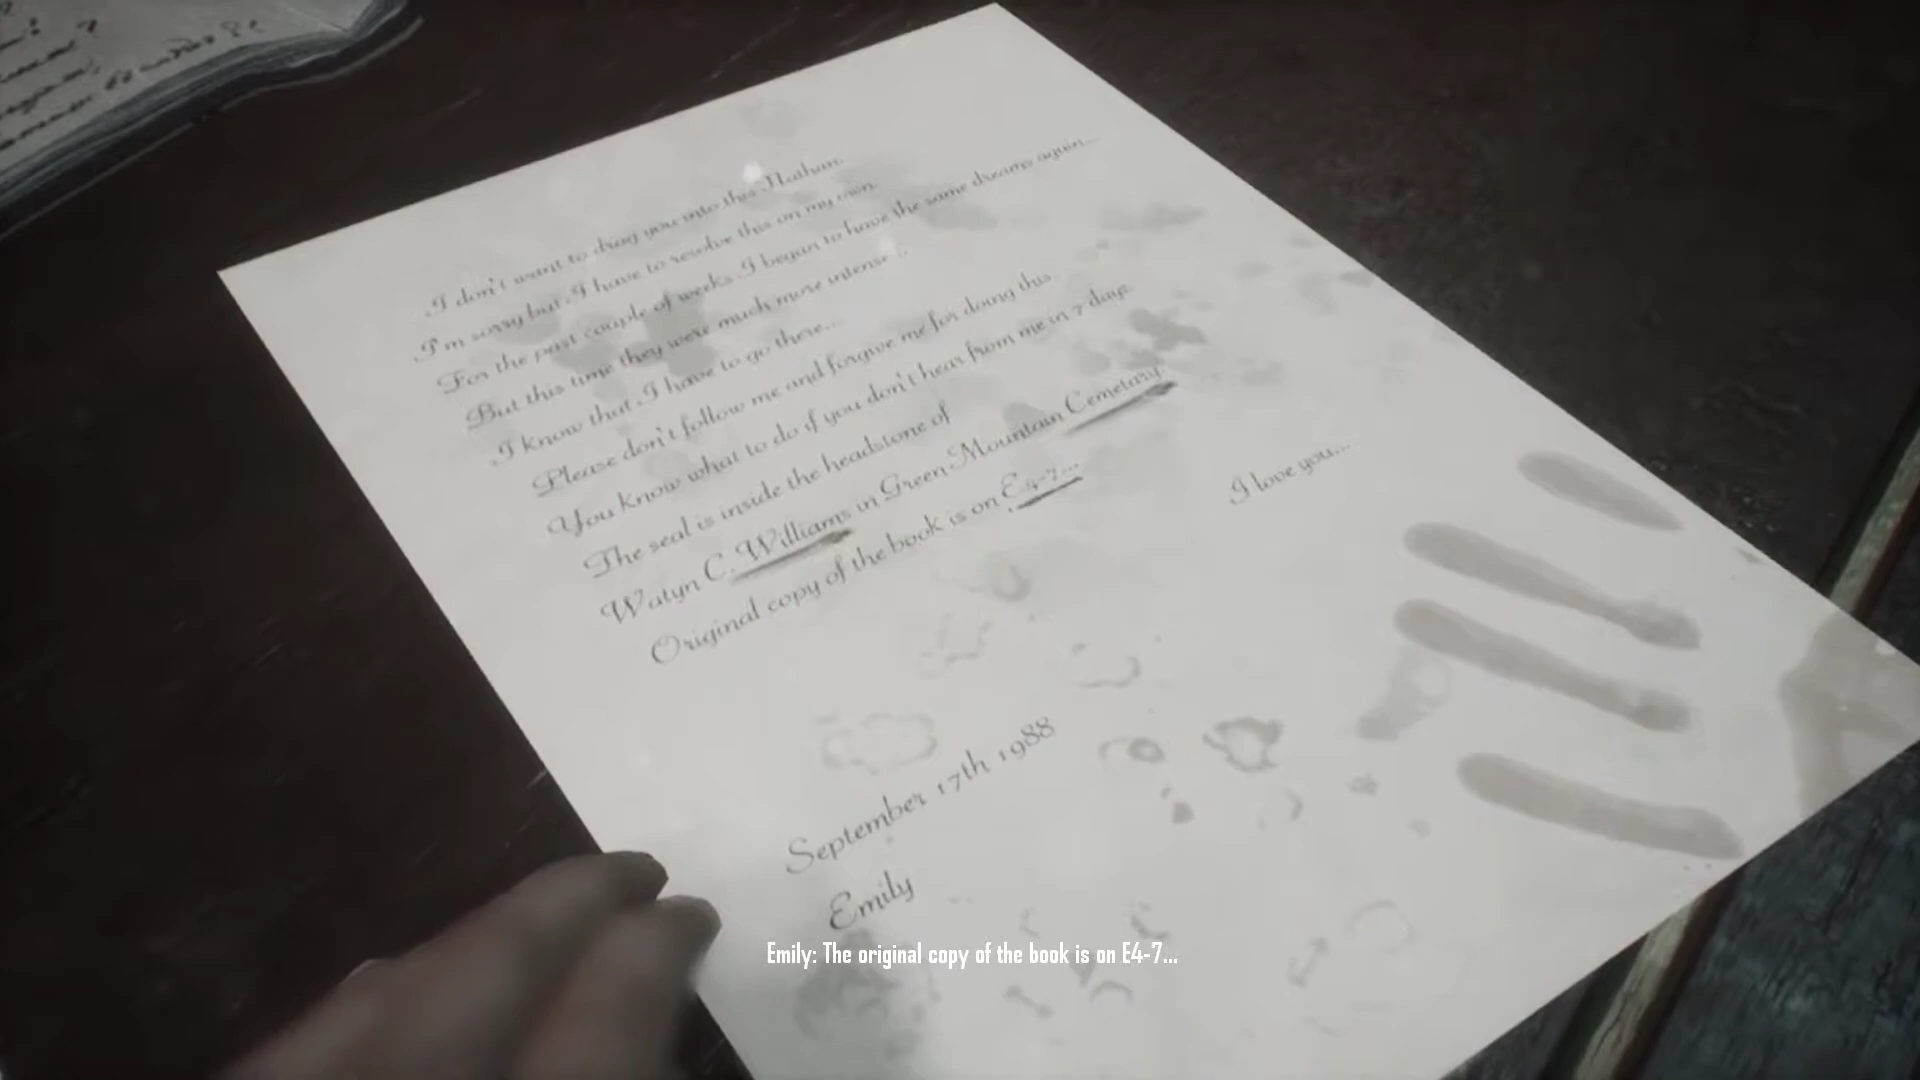 I don't want to drag you into this Nathan.
I'm sorry but I have to resolve this on my own.
For the past couple of weeks I began to have the same dreams again...
But this time they were much more intense...
I know that I have to go there...
Please don't follow me and forgive me for doing this.
You know what to do if you don't hear from me in 7 days.
The seal is inside the headstone of
Watyn C. Williams in Green Mountain Cemetary.
Original copy of the book is on E4-7...
I love you...
September 17th 1988
Emily
Emily: The original copy of the book is on E4-7...